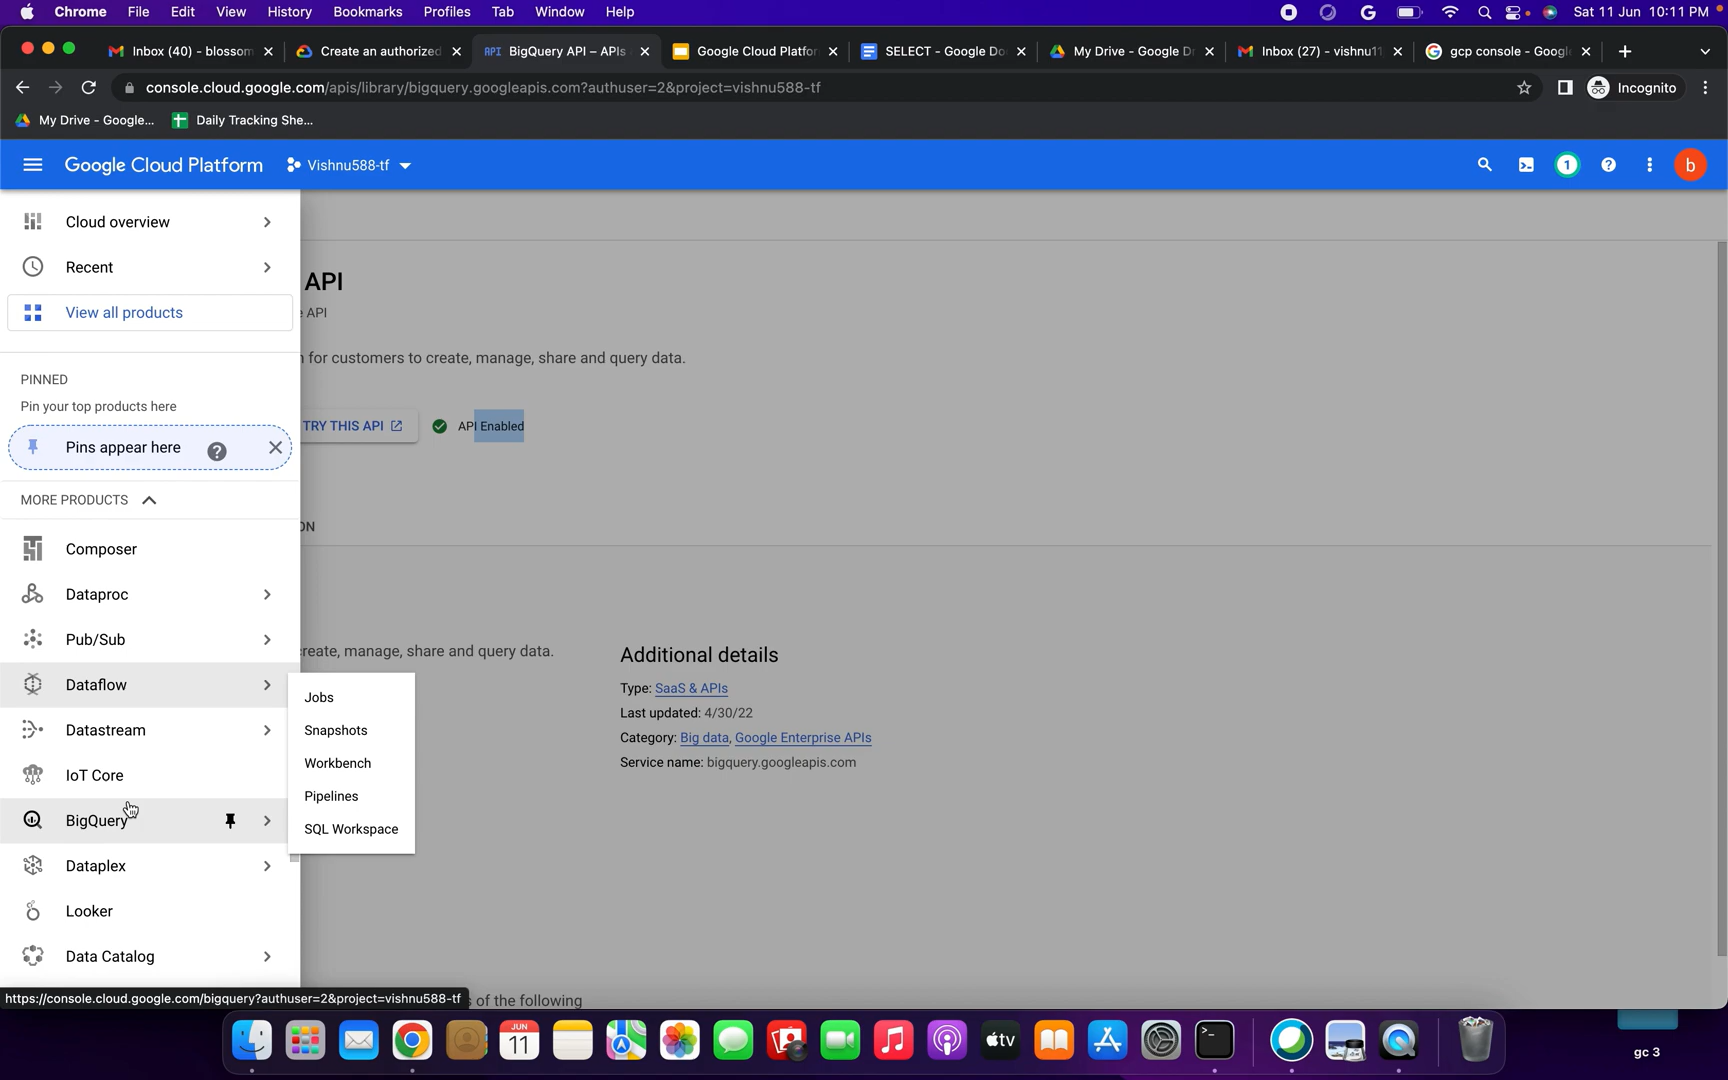 Chrome File Edit View History Bookmarks Profiles Tab Window Help Sat 11 Jun 10:11 PM
Inbox (40) - blossom Create an authorized BigQuery API – APIs Google Cloud Platfor SELECT - Google Do My Drive - Google Dr Inbox (27) - vishnu11 gcp console - Googl
console.cloud.google.com/apis/library/bigquery.googleapis.com?authuser=2&project=vishnu588-tf Incognito
My Drive - Google... Daily Tracking She...
Google Cloud Platform Vishnu588-tf 1 b
Cloud overview
Recent
View all products
PINNED
Pin your top products here
Pins appear here
MORE PRODUCTS
Composer
Dataproc
Pub/Sub
Dataflow
Datastream
IoT Core
BigQuery
Dataplex
Looker
Data Catalog
Jobs
Snapshots
Workbench
Pipelines
SQL Workspace
API
e API
for customers to create, manage, share and query data.
TRY THIS API API Enabled
ON
create, manage, share and query data.
Additional details
Type: SaaS & APIs
Last updated: 4/30/22
Category: Big data, Google Enterprise APIs
Service name: bigquery.googleapis.com
https://console.cloud.google.com/bigquery?authuser=2&project=vishnu588-tf s of the following
JUN
11
tv
gc 3